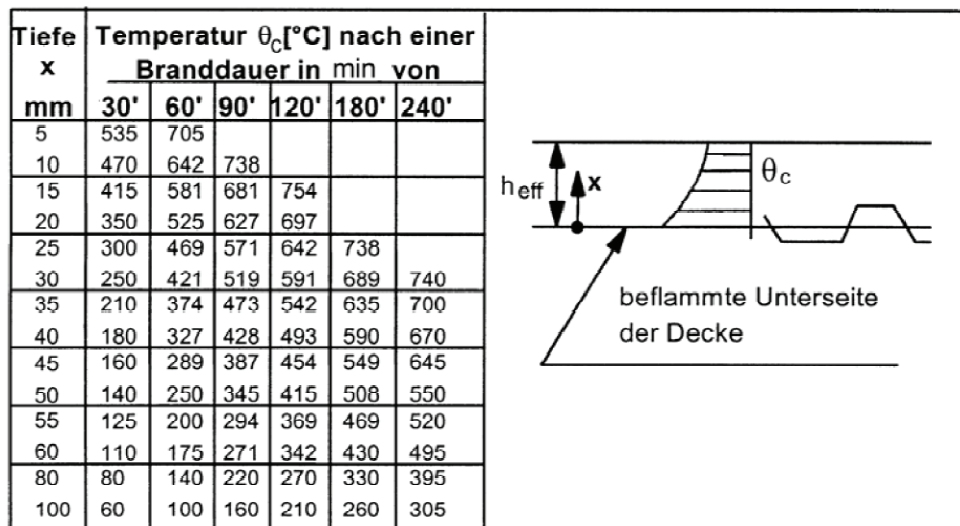 Tiefe Temperatur θc[°C] nach einer
x Branddauer in min von
mm 30' 60' 90' 120' 180' 240'
5 535 705
10 470 642 738
15 415 581 681 754
20 350 525 627 697
25 300 469 571 642 738
30 250 421 519 591 689 740
35 210 374 473 542 635 700
40 180 327 428 493 590 670
45 160 289 387 454 549 645
50 140 250 345 415 508 550
55 125 200 294 369 469 520
60 110 175 271 342 430 495
80 80 140 220 270 330 395
100 60 100 160 210 260 305
heff x θc
beflammte Unterseite
der Decke